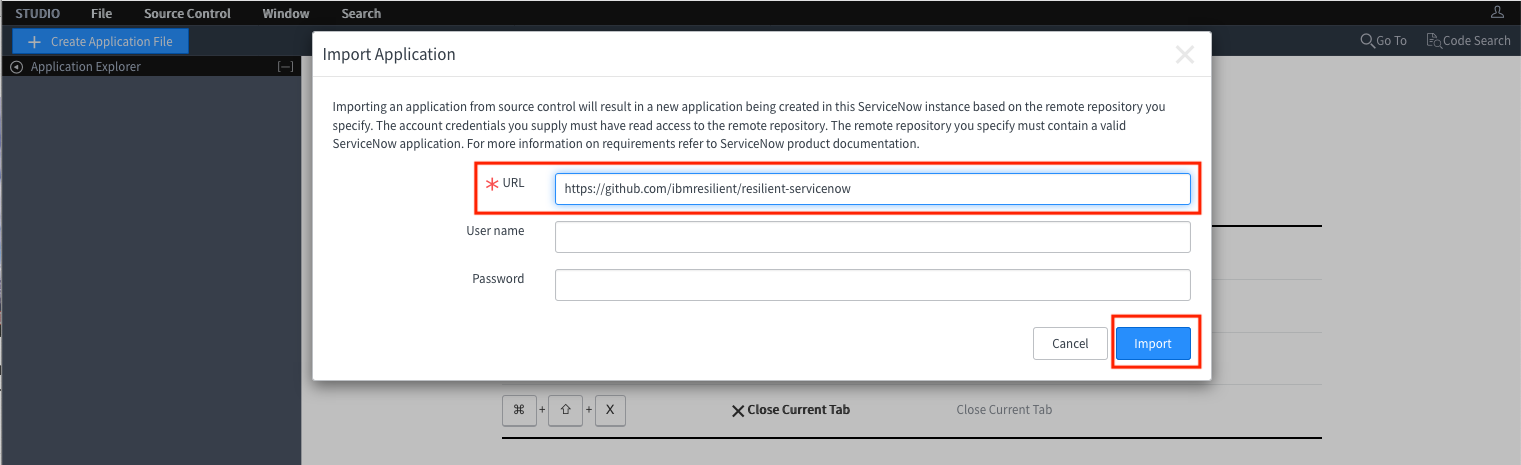 STUDIO File Source Control Window Search
+ Create Application File Go To Code Search
Application Explorer [—]
Import Application
Importing an application from source control will result in a new application being created in this ServiceNow instance based on the remote repository you
specify. The account credentials you supply must have read access to the remote repository. The remote repository you specify must contain a valid
ServiceNow application. For more information on requirements refer to ServiceNow product documentation.
* URL https://github.com/ibmresilient/resilient-servicenow
User name
Password
Cancel Import
⌘ + ⇧ + X Close Current Tab Close Current Tab